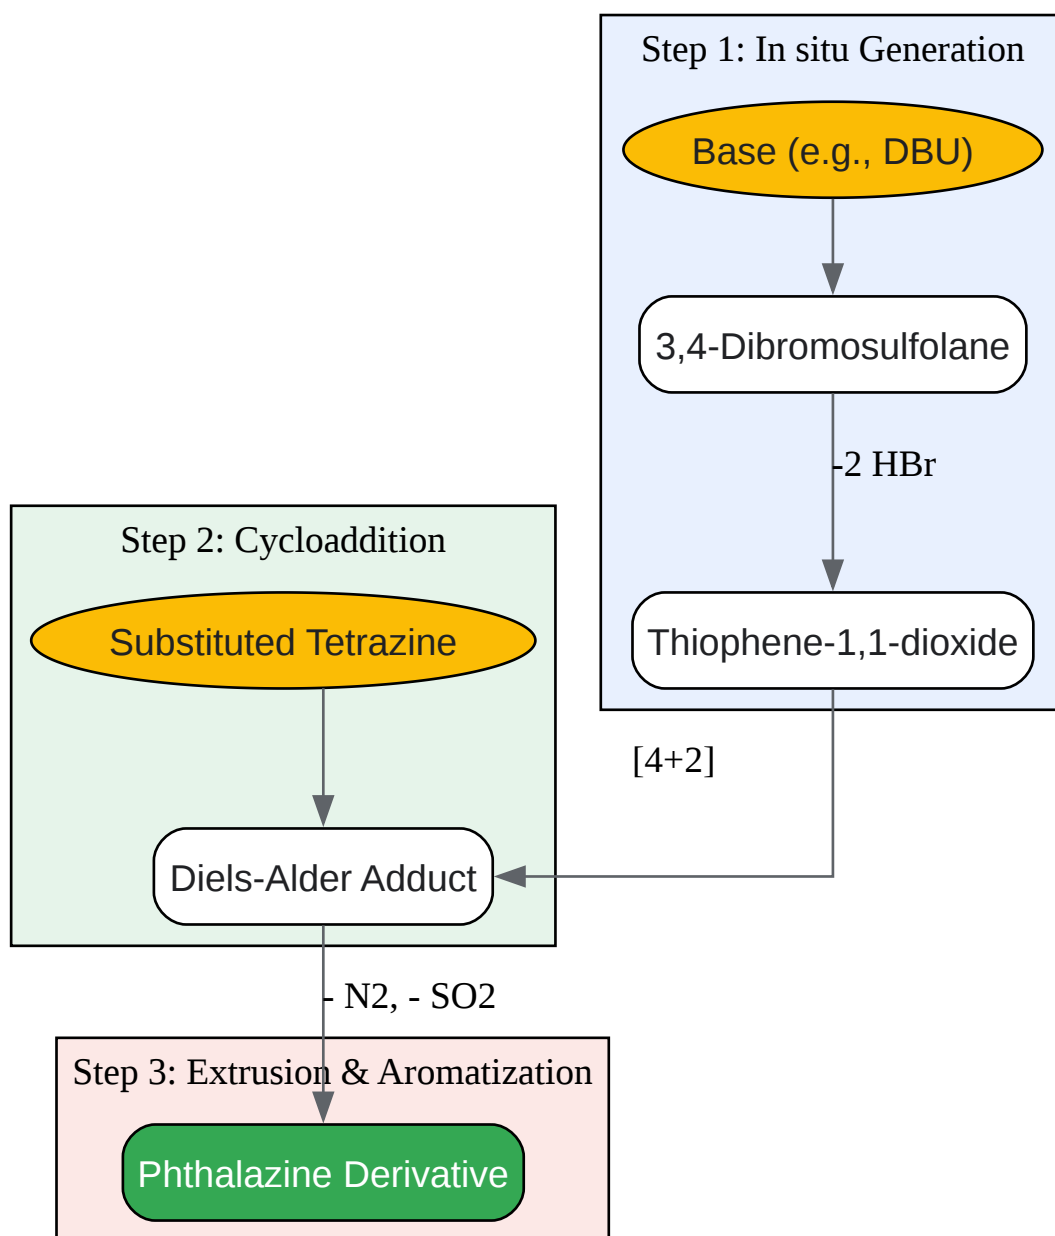 Step 1: In situ Generation
Base (e.g., DBU)
3,4-Dibromosulfolane
-2 HBr
Thiophene-1,1-dioxide
Step 2: Cycloaddition
Substituted Tetrazine
[4+2]
Diels-Alder Adduct
- N2, - SO2
Step 3: Extrusion & Aromatization
Phthalazine Derivative